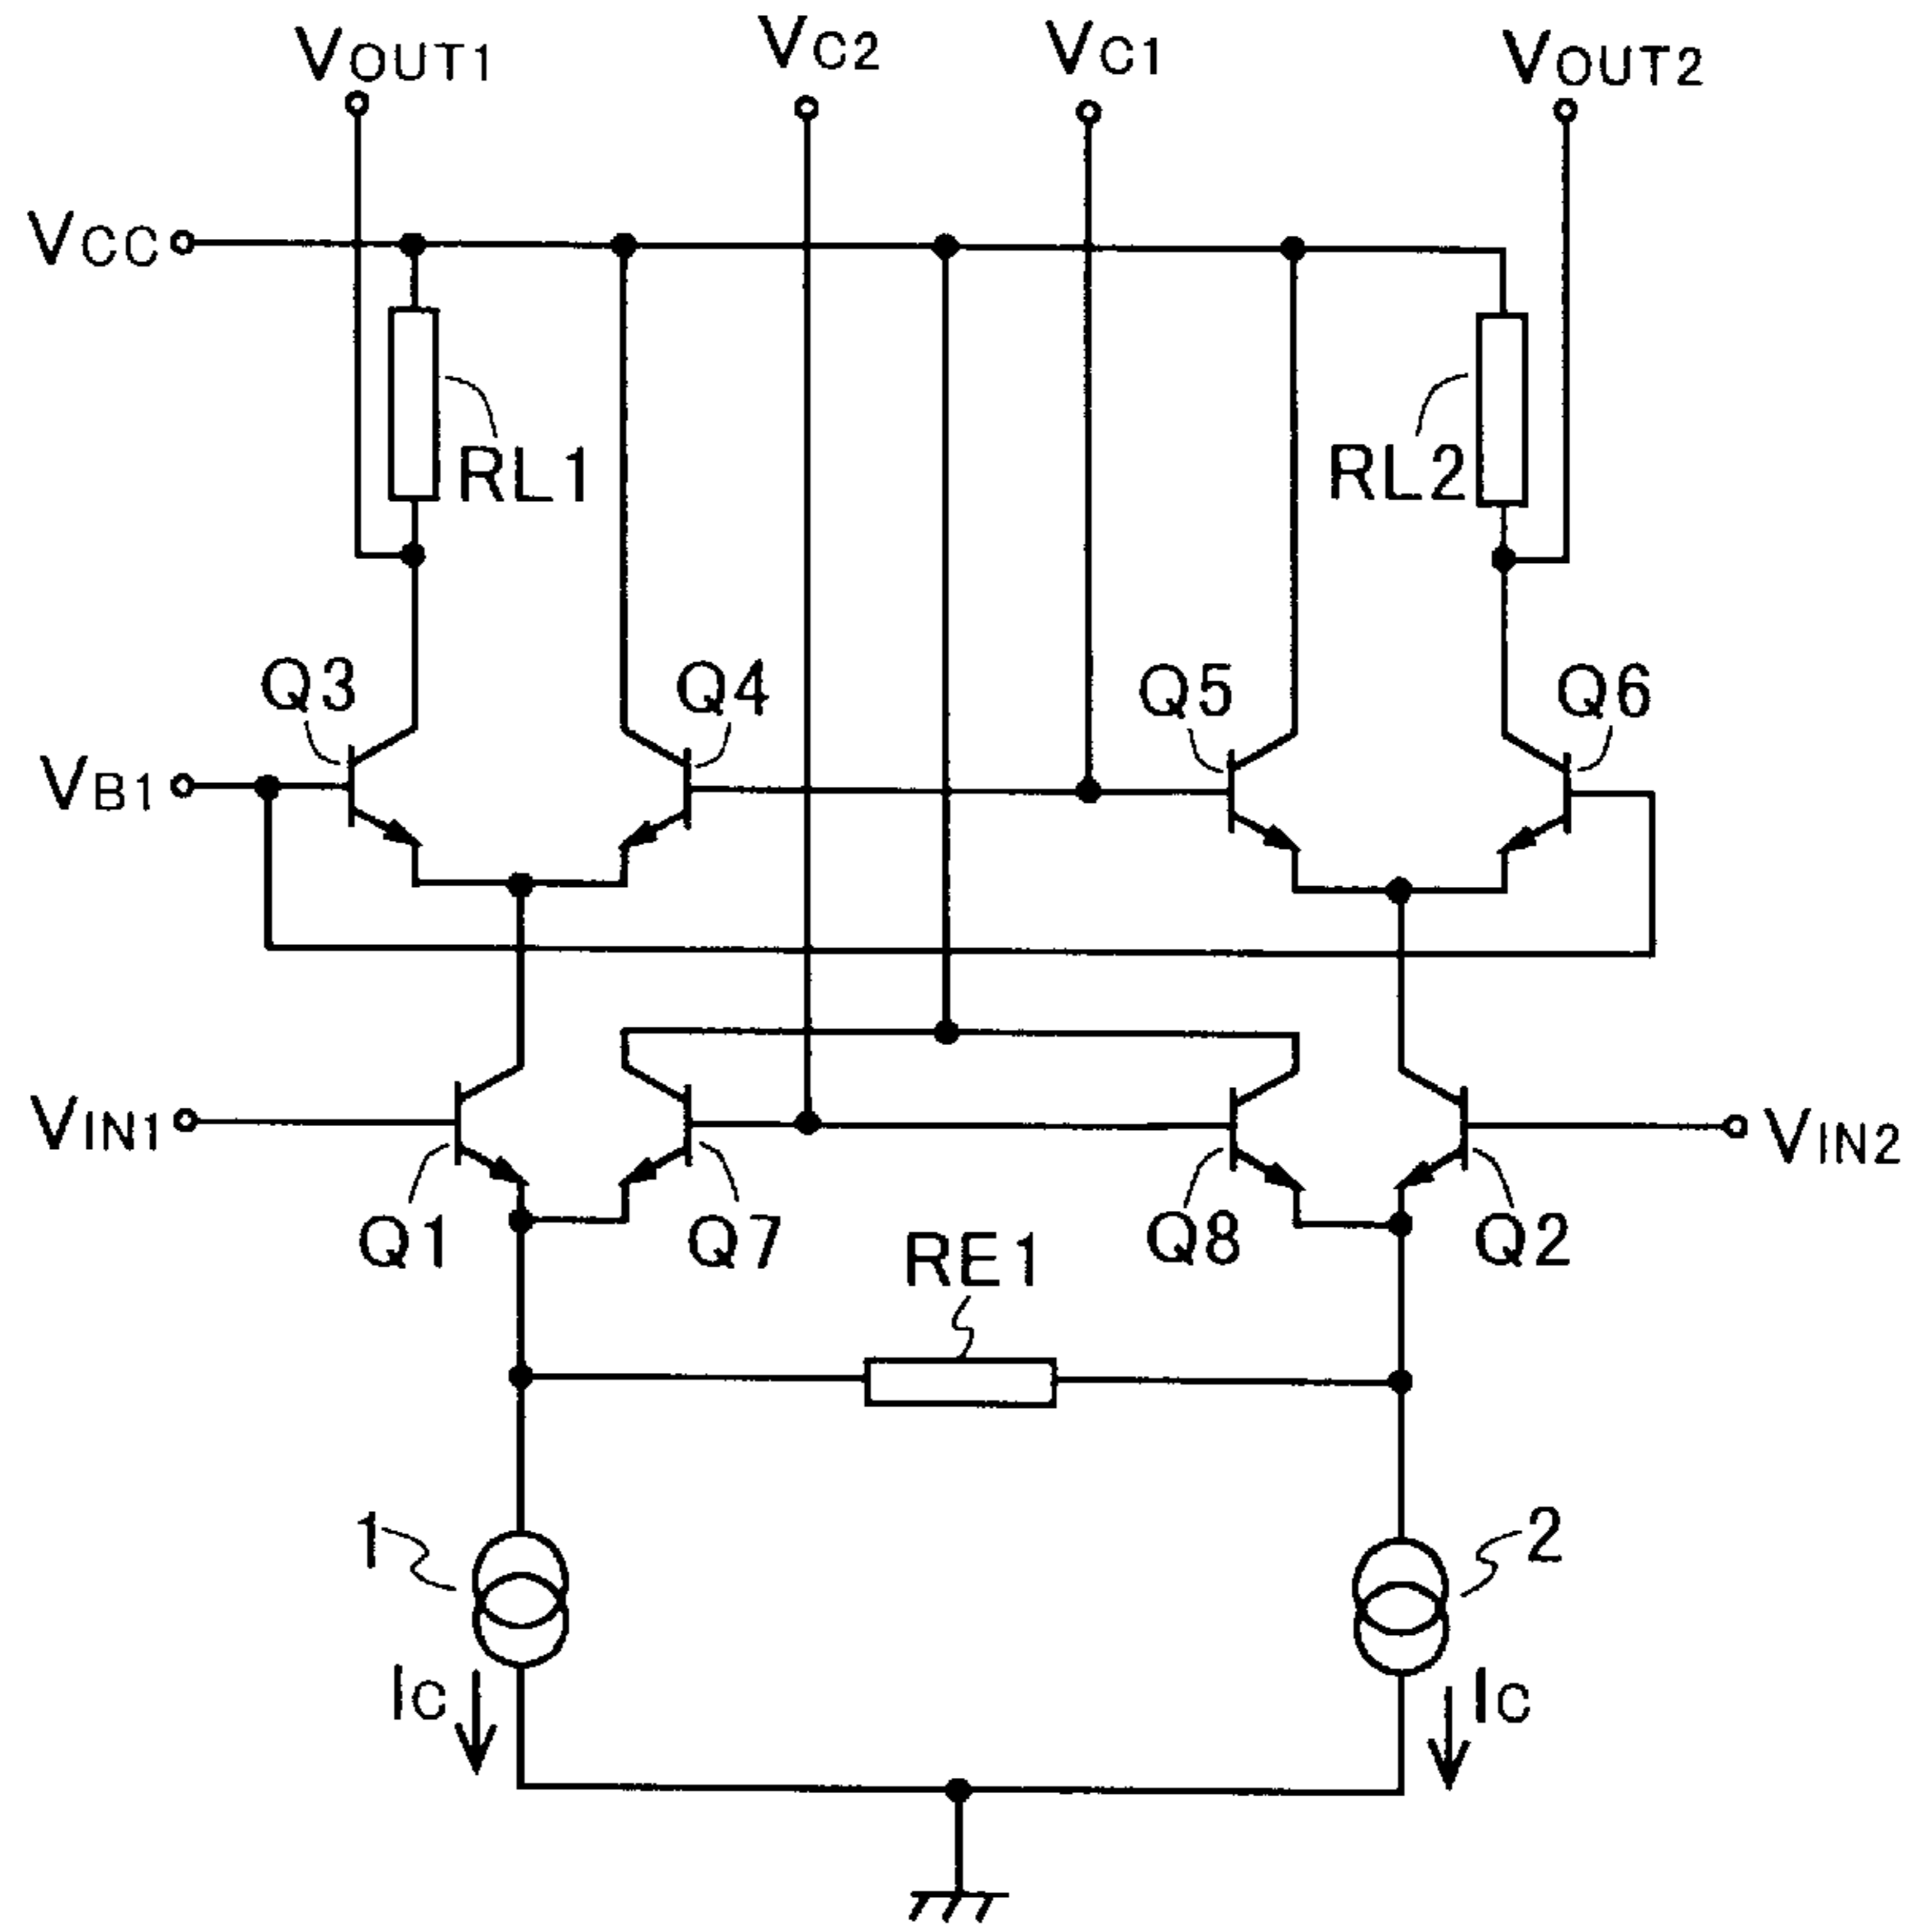 VOUT1
VC2
VC1
VOUT2
VCC
RL1
RL2
Q3
Q4
Q5
Q6
VB1
VIN1
VIN2
Q1
Q7
RE1
Q8
Q2
1
2
IC
IC